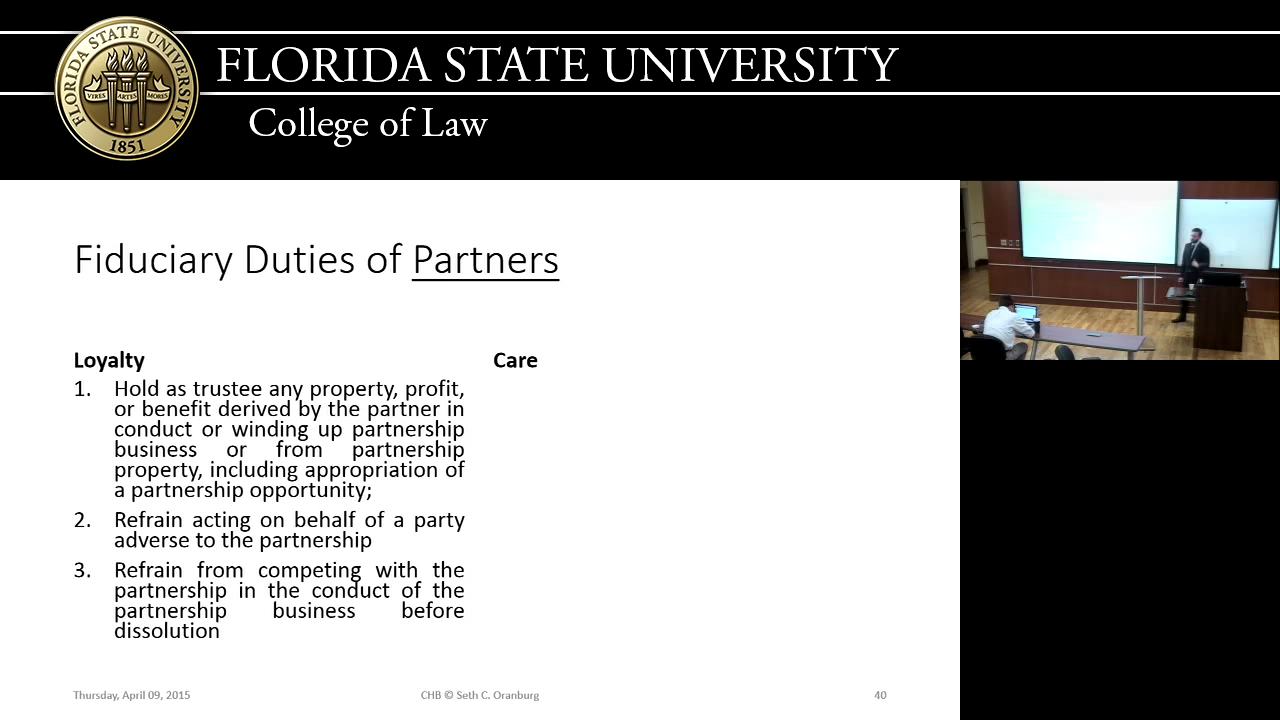 FLORIDA STATE UNIVERSITY
College of Law
FLORIDA STATE UNIVERSITY
VIRES ARTES MORES
1851
Fiduciary Duties of Partners
Loyalty
1. Hold as trustee any property, profit,
or benefit derived by the partner in
conduct or winding up partnership
business or from partnership
property, including appropriation of
a partnership opportunity;
2. Refrain acting on behalf of a party
adverse to the partnership
3. Refrain from competing with the
partnership in the conduct of the
partnership business before
dissolution
Care
Thursday, April 09, 2015
CHB © Seth C. Oranburg
40